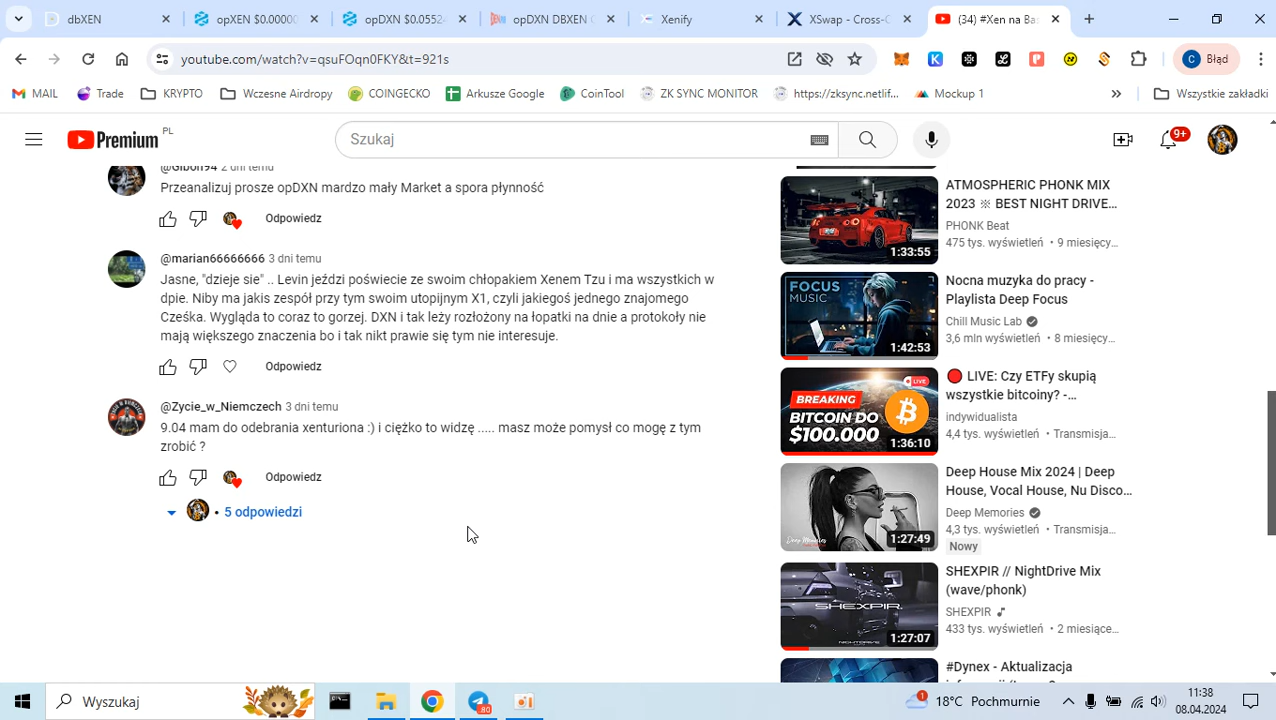 dbXEN
opXEN $0.0000
opDXN $0.0552
opDXN DBXEN
Xenify
XSwap - Cross-C
(34) #Xen na Ba
MAIL
Trade
KRYPTO
Wczesne Airdropy
COINGECKO
Arkusze Google
CoinTool
ZK SYNC MONITOR
https://zksync.netlif...
Mockup 1
»
Wszystkie zakładki
C Błąd
Premium PL
Szukaj
9+
Przeanalizuj prosze opDXN mardzo mały Market a spora płynność
Odpowiedz
3 dni temu
"dzieje sie" .. Levin jeździ poświęcie ze swoim chłopakiem Xenem Tzu i ma wszystkich w
dpie. Niby ma jakis zespół przy tym swoim utopijnym X1, czyli jakiegoś jednego znajomego
Czecha. Wygląda to coraz to gorzej. DXN i tak leży rozłożony na łopatki na dnie a protokoły nie
mają większego znaczenia bo i tak nikt prawie się tym nie interesuje.
Odpowiedz
@Zycie_w_Niemczech 3 dni temu
9.04 mam do odebrania centuriona :) i ciężko to widzę ..... masz może pomysł co mogę z tym
zrobić ?
Odpowiedz
• 5 odpowiedzi
ATMOSPHERIC PHONK MIX
2023 ※ BEST NIGHT DRIVE...
PHONK Beat
475 tys. wyświetleń • 9 miesięcy...
1:33:55
FOCUS
MUSIC
1:42:53
Nocna muzyka do pracy -
Playlista Deep Focus
Chill Music Lab
3,6 mln wyświetleń • 8 miesięcy...
LIVE
BREAKING
BITCOIN DO
$100.000
1:36:10
LIVE: Czy ETFy skupią
wszystkie bitcoiny? -...
indywidualista
4,4 tys. wyświetleń • Transmisja...
Deep Memories
1:27:49
Deep House Mix 2024 | Deep
House, Vocal House, Nu Disco...
Deep Memories
4,3 tys. wyświetleń • Transmisja...
Nowy
SHEXPIR.
1:27:07
SHEXPIR // NightDrive Mix
(wave/phonk)
SHEXPIR
433 tys. wyświetleń • 2 miesiące...
#Dynex - Aktualizacja
Wyszukaj
80
1
18°C Pochmurnie
11:38
08.04.2024